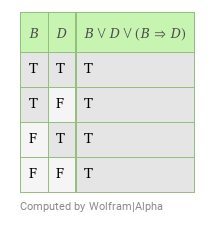 B D B ∨ D ∨ (B ⇒ D)
T T T
T F T
F T T
F F T
Computed by Wolfram|Alpha